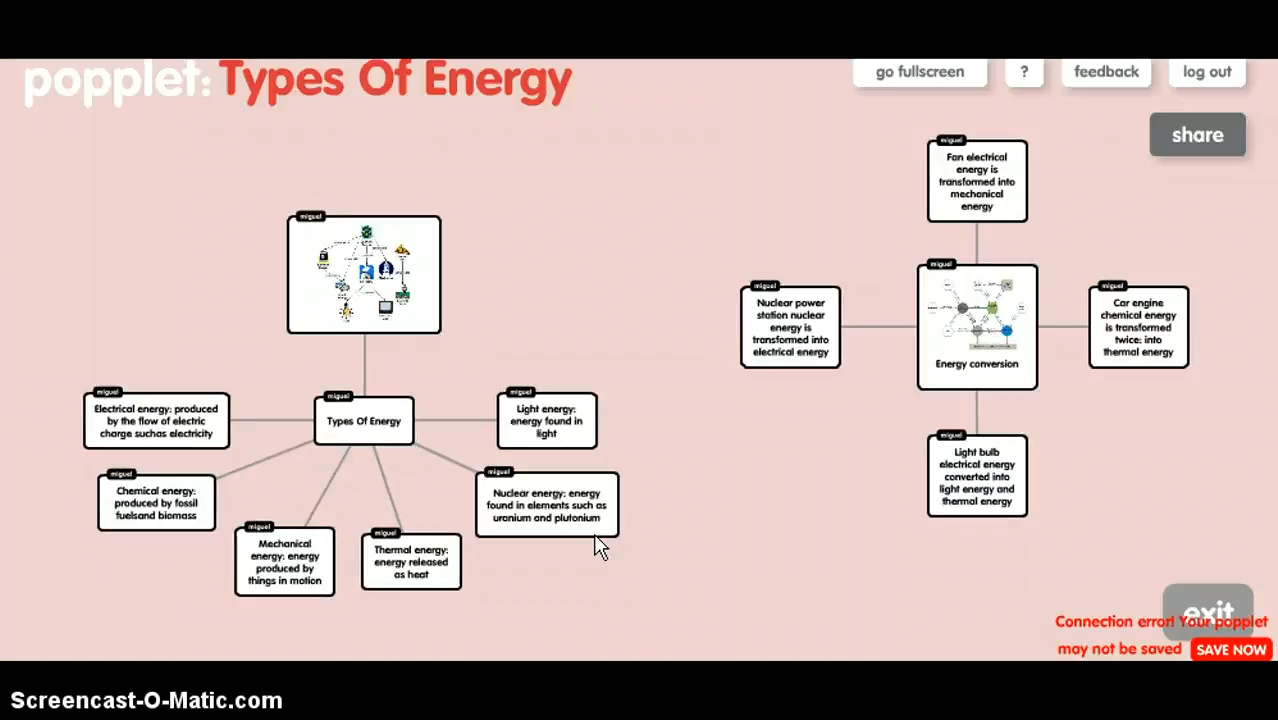 popplet: Types Of Energy
go fullscreen
?
feedback
log out
share
miguel
Fan electrical
energy is
transformed into
mechanical
energy
miguel
miguel
Energy conversion
miguel
Nuclear power
station nuclear
energy is
transformed into
electrical energy
miguel
Car engine
chemical energy
is transformed
twice: into
thermal energy
miguel
Light bulb
electrical energy
converted into
light energy and
thermal energy
miguel
Types Of Energy
miguel
Electrical energy: produced
by the flow of electric
charge suchas electricity
miguel
Light energy:
energy found in
light
miguel
Chemical energy:
produced by fossil
fuelsand biomass
miguel
Nuclear energy: energy
found in elements such as
uranium and plutonium
miguel
Mechanical
energy: energy
produced by
things in motion
miguel
Thermal energy:
energy released
as heat
exit
Connection error! Your popplet
may not be saved
SAVE NOW
Screencast-O-Matic.com